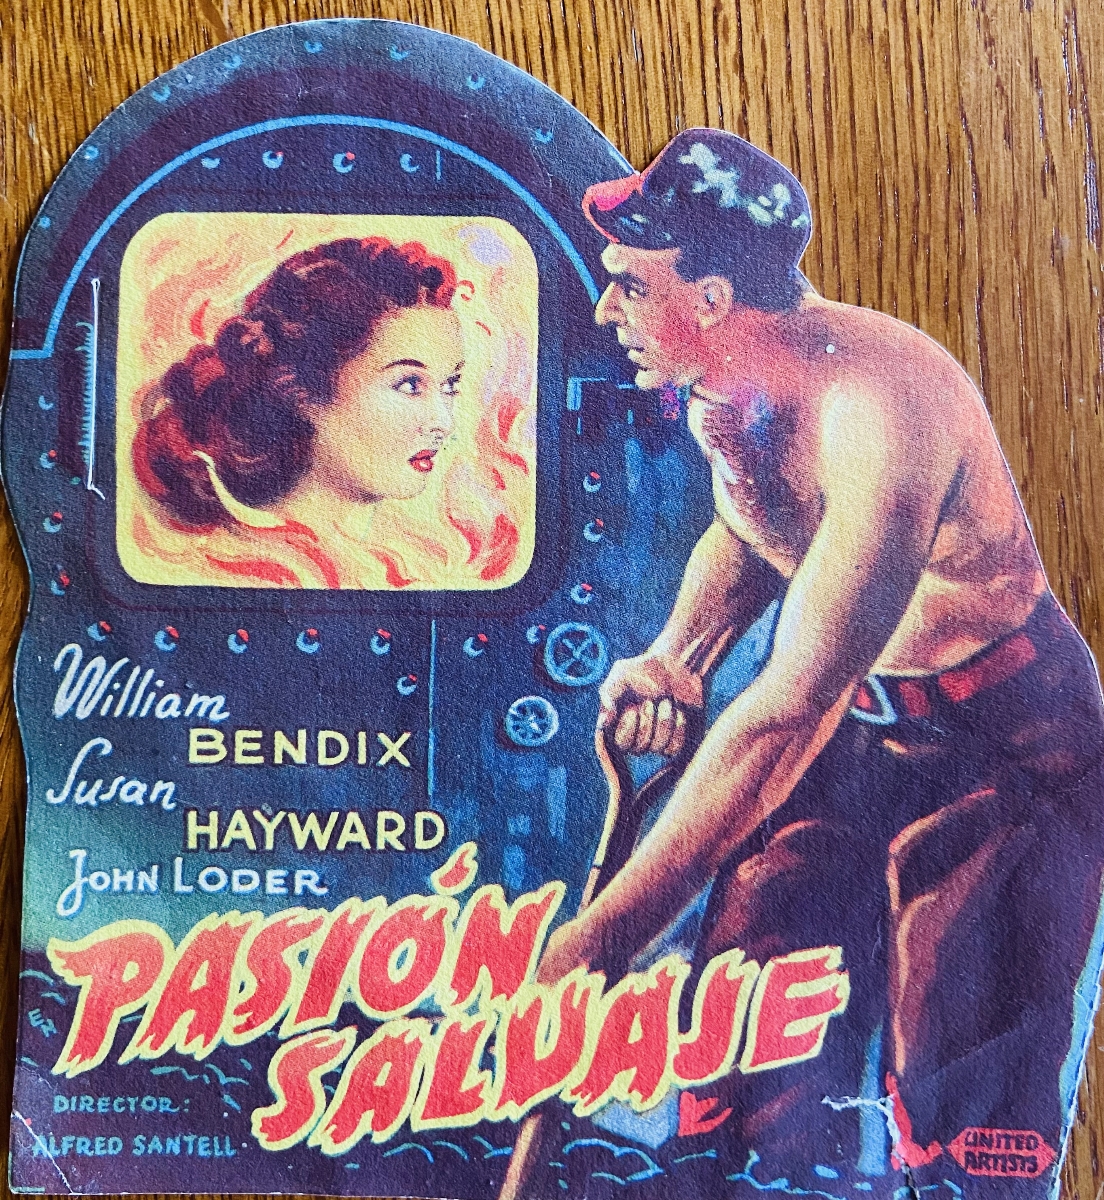 William
BENDIX
Susan
HAYWARD
JOHN LODER
EN
PASIÓN
SALVAJE
DIRECTOR:
ALFRED SANTELL.
UNITED
ARTISTS